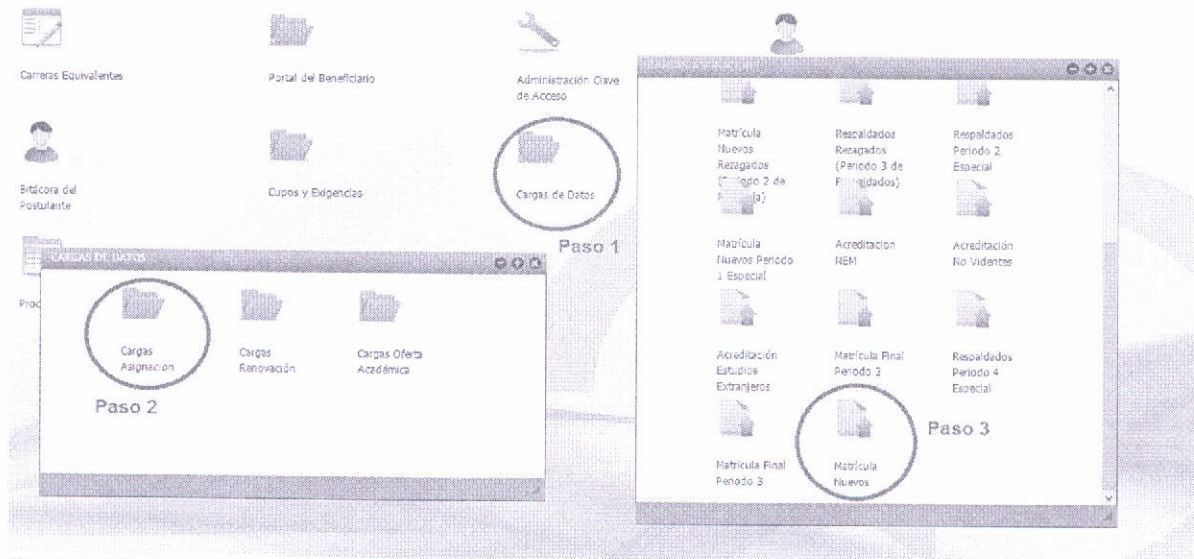 Carreras Equivalentes
Portal del Beneficiario
Administración Clave
de Acceso
Bitácora del
Postulante
Cupos y Exigencias
Cargas de Datos
Paso 1
CARGAS DE DATOS
Cargas
Asignacion
Cargas
Renovación
Cargas Oferta
Académica
Paso 2
Matrícula
Nuevos
Rezagados
Respaldados
Rezagados
(Periodo 3 de
Respaldados
Periodo 2
Especial
Matrícula
Nuevos Periodo
1 Especial
Acreditacion
NEM
Acreditación
No Videntes
Acreditación
Estudios
Extranjeros
Matrícula Final
Periodo 2
Respaldados
Periodo 4
Especial
Matrícula Final
Periodo 3
Matrícula
Nuevos
Paso 3